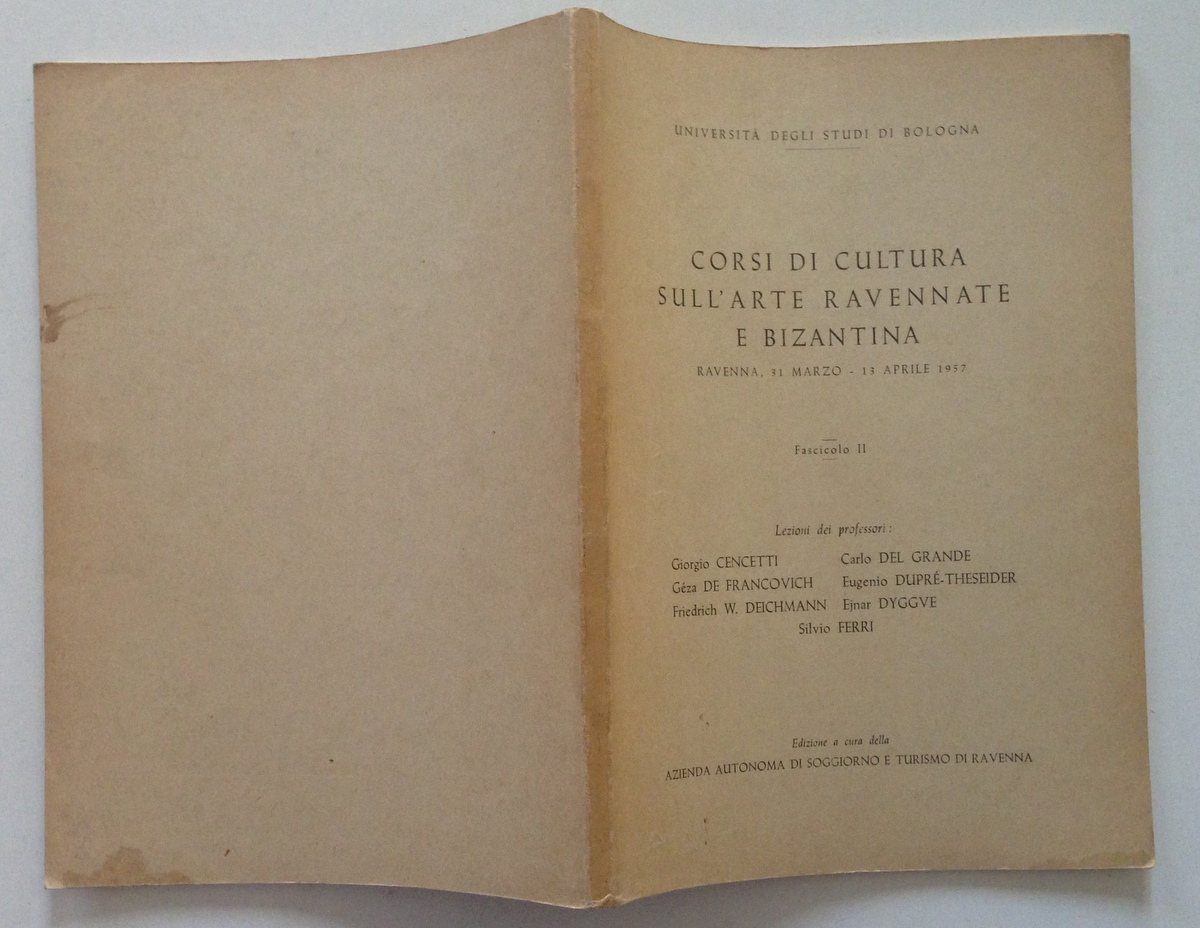 UNIVERSITÀ DEGLI STUDI DI BOLOGNA
CORSI DI CULTURA
SULL'ARTE RAVENNATE
E BIZANTINA
RAVENNA, 31 MARZO - 13 APRILE 1957
Fascicolo II
Lezioni dei professori:
Giorgio CENCETTI Carlo DEL GRANDE
Géza DE FRANCOVICH Eugenio DUPRÉ-THESEIDER
Friedrich W. DEICHMANN Ejnar DYGGVE
Silvio FERRI
Edizione a cura della
AZIENDA AUTONOMA DI SOGGIORNO E TURISMO DI RAVENNA